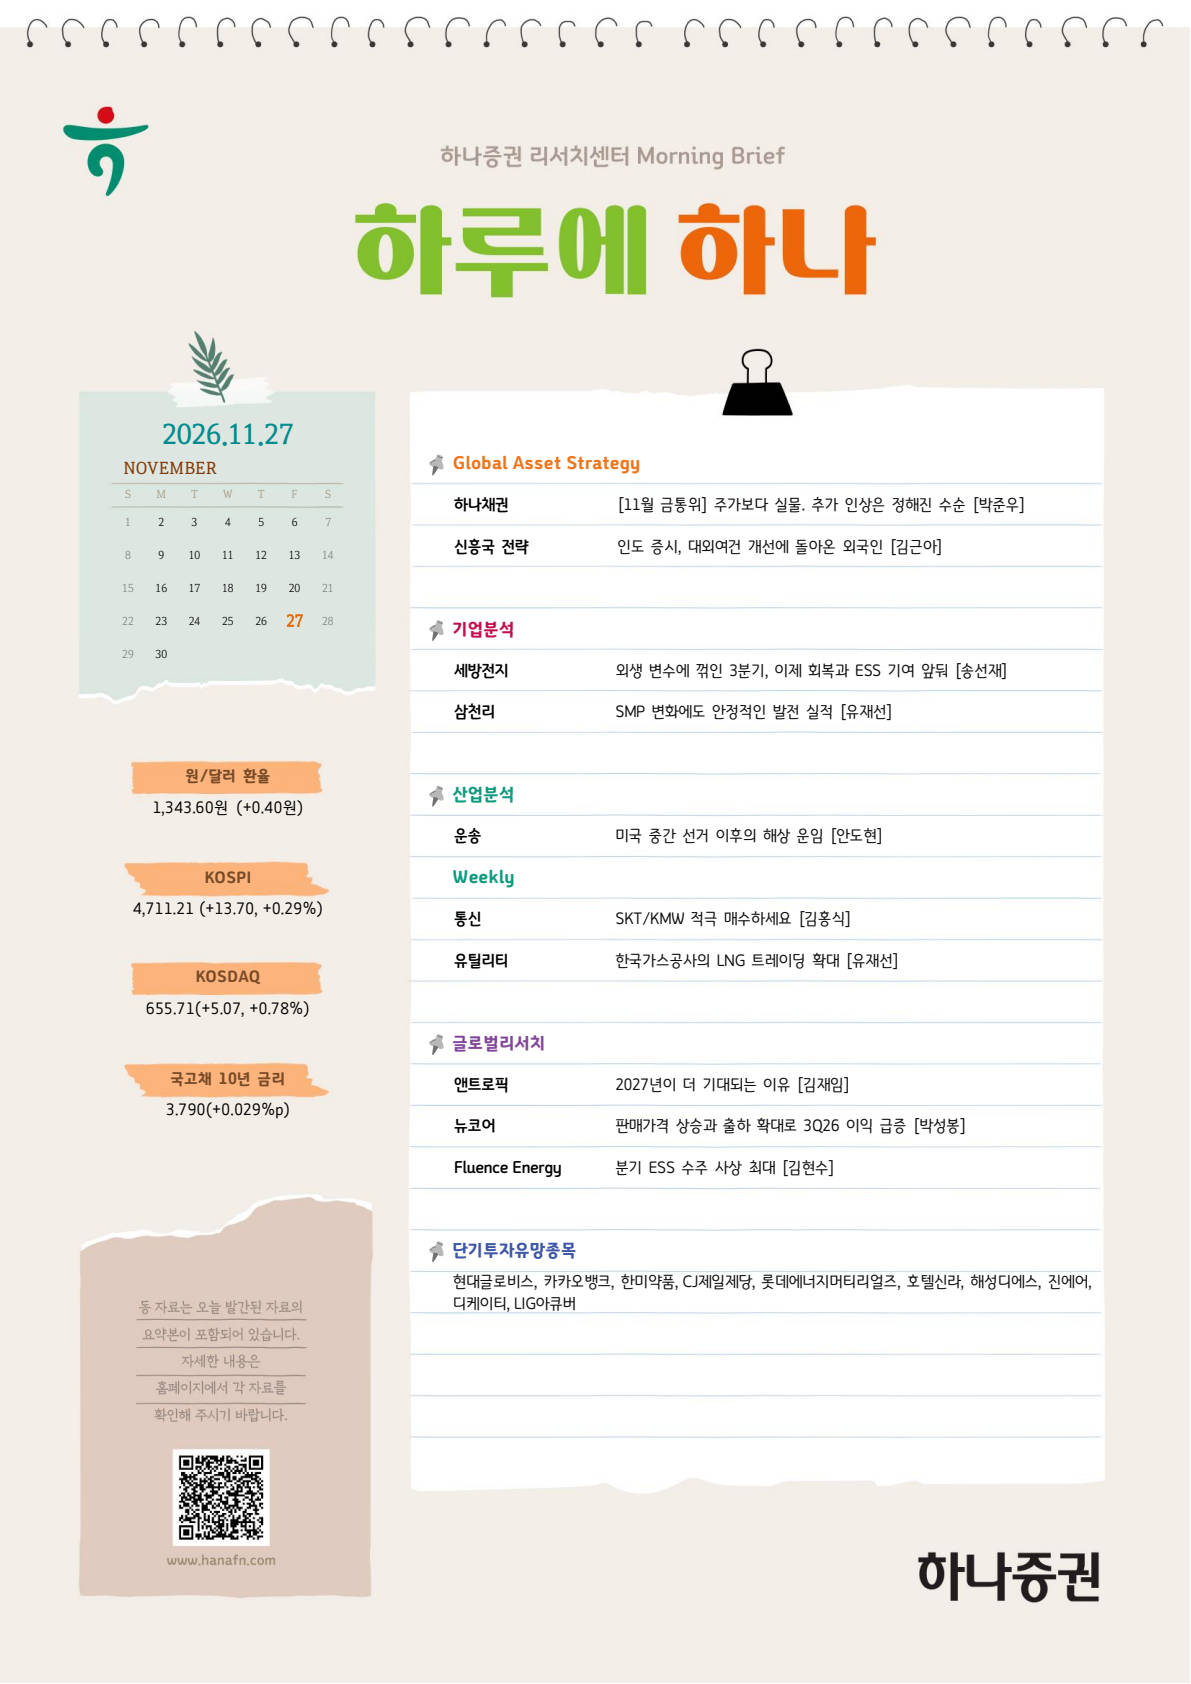 하나증권 리서치센터 Morning Brief
하루에 하나
2026.11.27
NOVEMBER
S M T W T F S
1 2 3 4 5 6 7
8 9 10 11 12 13 14
15 16 17 18 19 20 21
22 23 24 25 26 27 28
29 30
원/달러 환율
1,343.60원 (+0.40원)
KOSPI
4,711.21 (+13.70, +0.29%)
KOSDAQ
655.71(+5.07, +0.78%)
국고채 10년 금리
3.790(+0.029%p)
동 자료는 오늘 발간된 자료의
요약본이 포함되어 있습니다.
자세한 내용은
홈페이지에서 각 자료를
확인해 주시기 바랍니다.
www.hanafn.com
Global Asset Strategy
하나채권 [11월 금통위] 주가보다 실물. 추가 인상은 정해진 수순 [박준우]
신흥국 전략 인도 증시, 대외여건 개선에 돌아온 외국인 [김근아]
기업분석
세방전지 외생 변수에 꺾인 3분기, 이제 회복과 ESS 기여 앞둬 [송선재]
삼천리 SMP 변화에도 안정적인 발전 실적 [유재선]
산업분석
운송 미국 중간 선거 이후의 해상 운임 [안도현]
Weekly
통신 SKT/KMW 적극 매수하세요 [김홍식]
유틸리티 한국가스공사의 LNG 트레이딩 확대 [유재선]
글로벌리서치
앤트로픽 2027년이 더 기대되는 이유 [김재임]
뉴코어 판매가격 상승과 출하 확대로 3Q26 이익 급증 [박성봉]
Fluence Energy 분기 ESS 수주 사상 최대 [김현수]
단기투자유망종목
현대글로비스, 카카오뱅크, 한미약품, CJ제일제당, 롯데에너지머티리얼즈, 호텔신라, 해성디에스, 진에어,
디케이티, LIG아큐버
하나증권